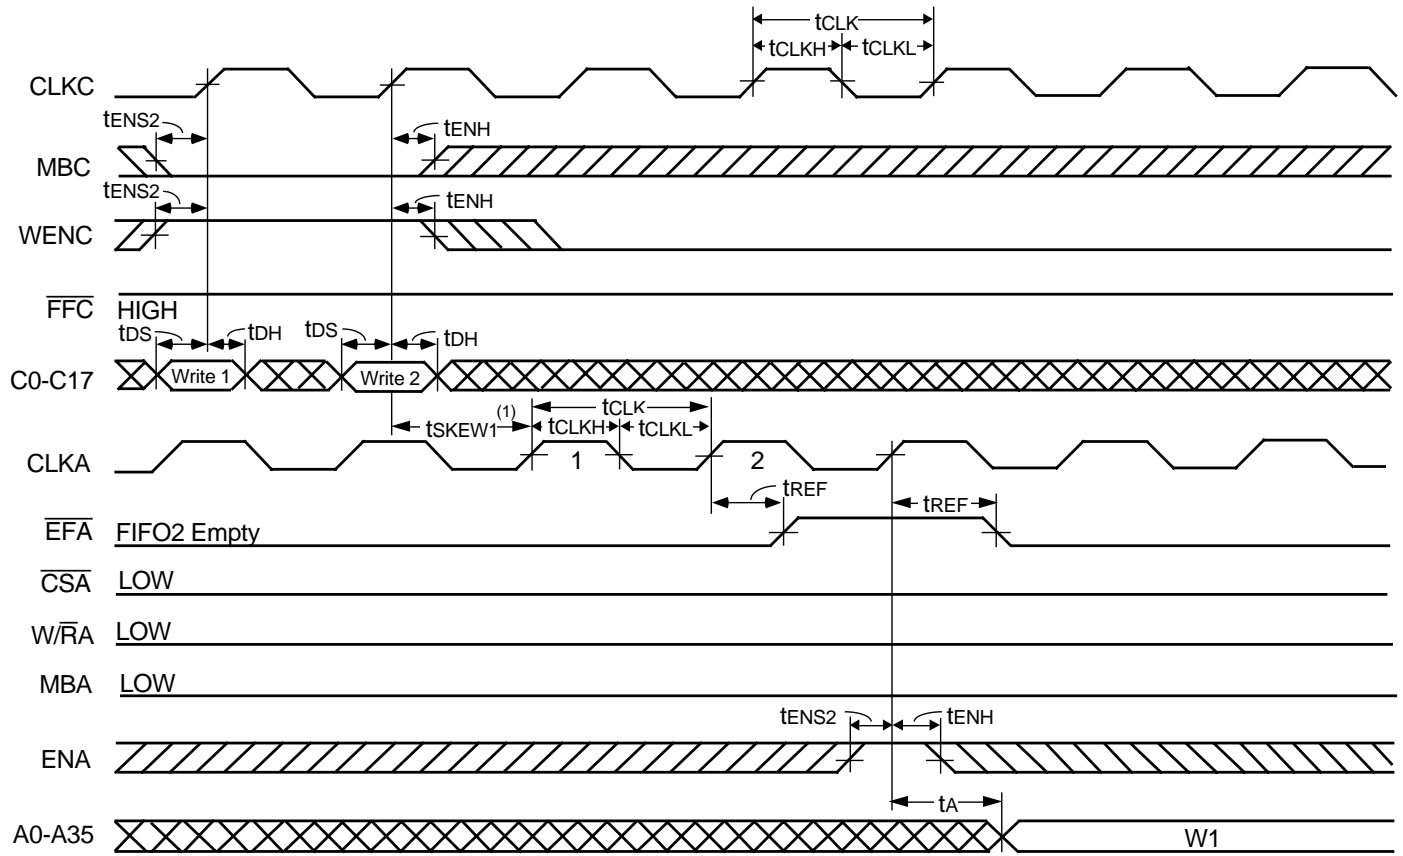 tCLK
tCLKH tCLKL
CLKC
tENS2 tENH
MBC
tENS2 tENH
WENC
FFC HIGH
tDS tDH tDS tDH
C0-C17 Write 1 Write 2
tSKEW1 (1) tCLK
tCLKH tCLKL
CLKA 1 2
tREF tREF
EFA FIFO2 Empty
CSA LOW
W/RA LOW
MBA LOW
tENS2 tENH
ENA
tA
A0-A35 W1